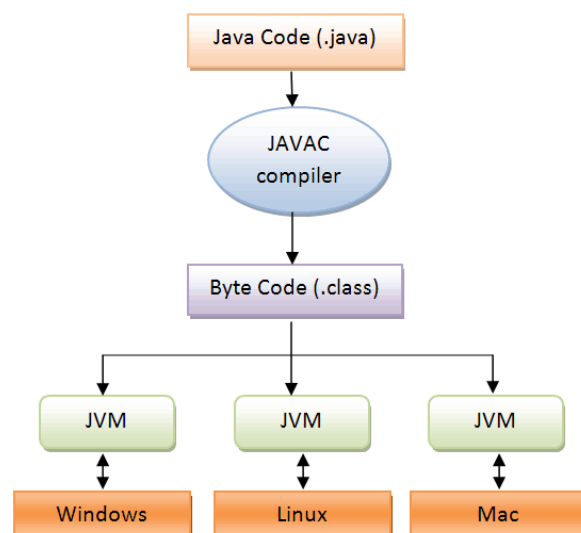 Java Code (.java)
JAVAC
compiler
Byte Code (.class)
JVM
JVM
JVM
Windows
Linux
Mac